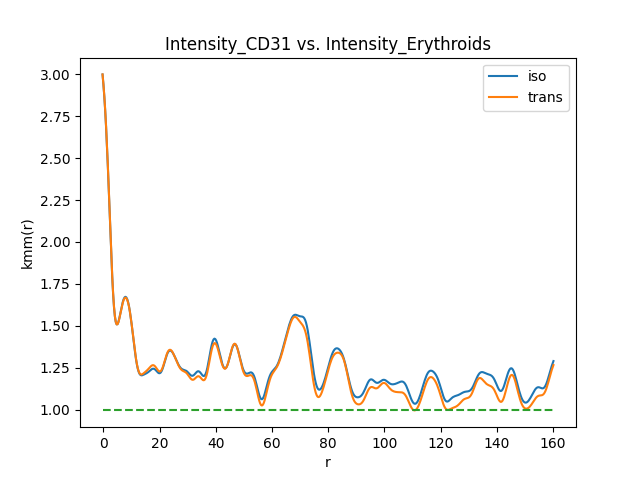 Intensity_CD31 vs. Intensity_Erythroids
iso
trans
kmm(r)
3.00
2.75
2.50
2.25
2.00
1.75
1.50
1.25
1.00
0 20 40 60 80 100 120 140 160
r